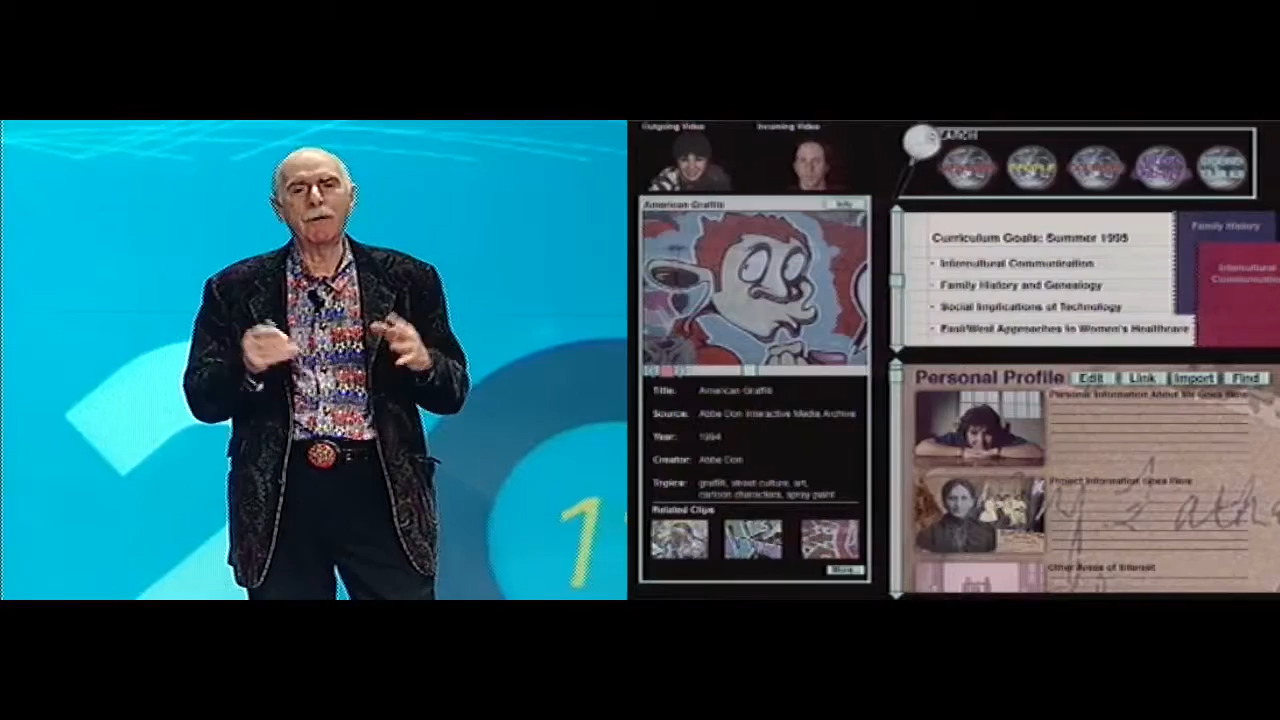 Outgoing Video
Incoming Video
American Graffiti
Info
Title: American Graffiti
Source: Abbe Don Interactive Media Archive
Year: 1994
Creator: Abbe Don
Topics: graffiti, street culture, art,
cartoon characters, spray paint
Related Clips
More...
SEARCH
PEOPLE
Curriculum Goals: Summer 1995
• Intercultural Communication
• Family History and Genealogy
• Social Implications of Technology
• East/West Approaches in Women's Healthcare
Family History
Intercultural
Communication
Personal Profile
Edit
Link
Import
Find
Personal Information About Me Goes Here
Project Information Goes Here
Other Areas of Interest